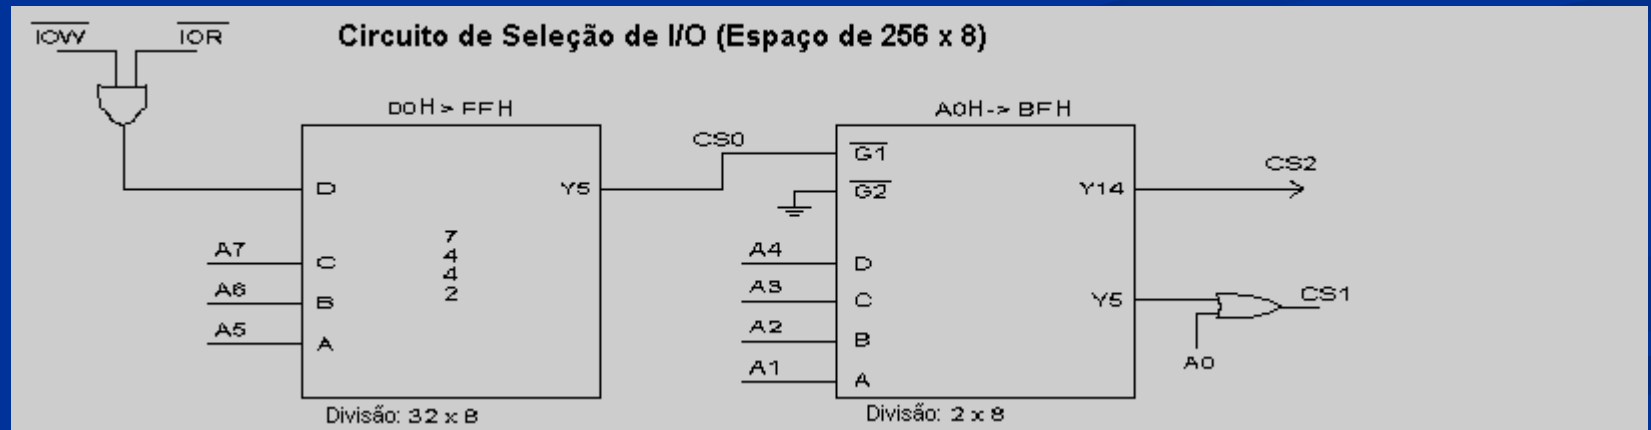 IOW IOR Circuito de Seleção de I/O (Espaço de 256 x 8)
D0H> FFH
A0H-> BFH
CS0
G1
CS2
D
Y5
G2
Y14
A7
C
7
4
4
2
A4
D
A6
B
A3
C
Y5
CS1
A5
A
A2
B
A0
A1
A
Divisão: 32 x 8
Divisão: 2 x 8